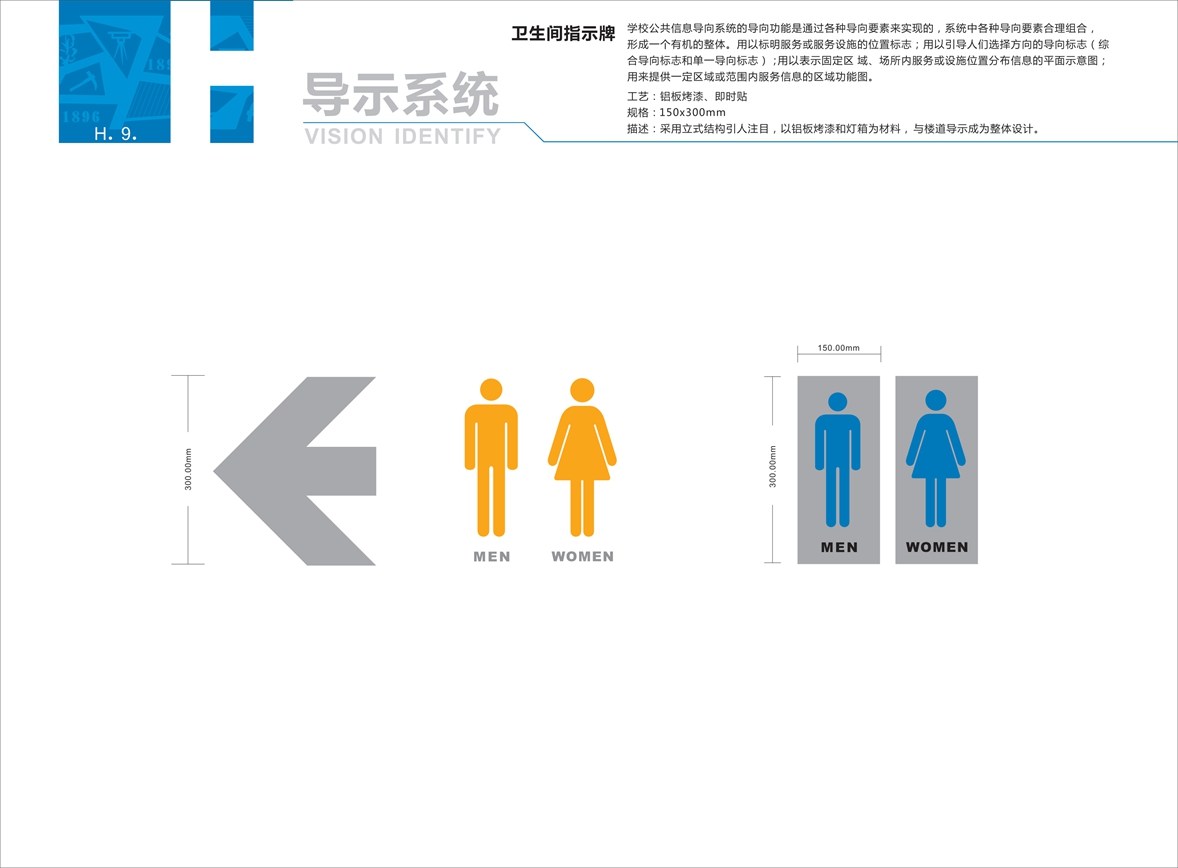 1896
189
H. 9.
导示系统
VISION IDENTIFY
卫生间指示牌
学校公共信息导向系统的导向功能是通过各种导向要素来实现的，系统中各种导向要素合理组合，
形成一个有机的整体。用以标明服务或服务设施的位置标志；用以引导人们选择方向的导向标志（综
合导向标志和单一导向标志）;用以表示固定区 域、场所内服务或设施位置分布信息的平面示意图；
用来提供一定区域或范围内服务信息的区域功能图。
工艺：铝板烤漆、即时贴
规格：150x300mm
描述：采用立式结构引人注目，以铝板烤漆和灯箱为材料，与楼道导示成为整体设计。
300.00mm
MEN
WOMEN
150.00mm
300.00mm
MEN
WOMEN